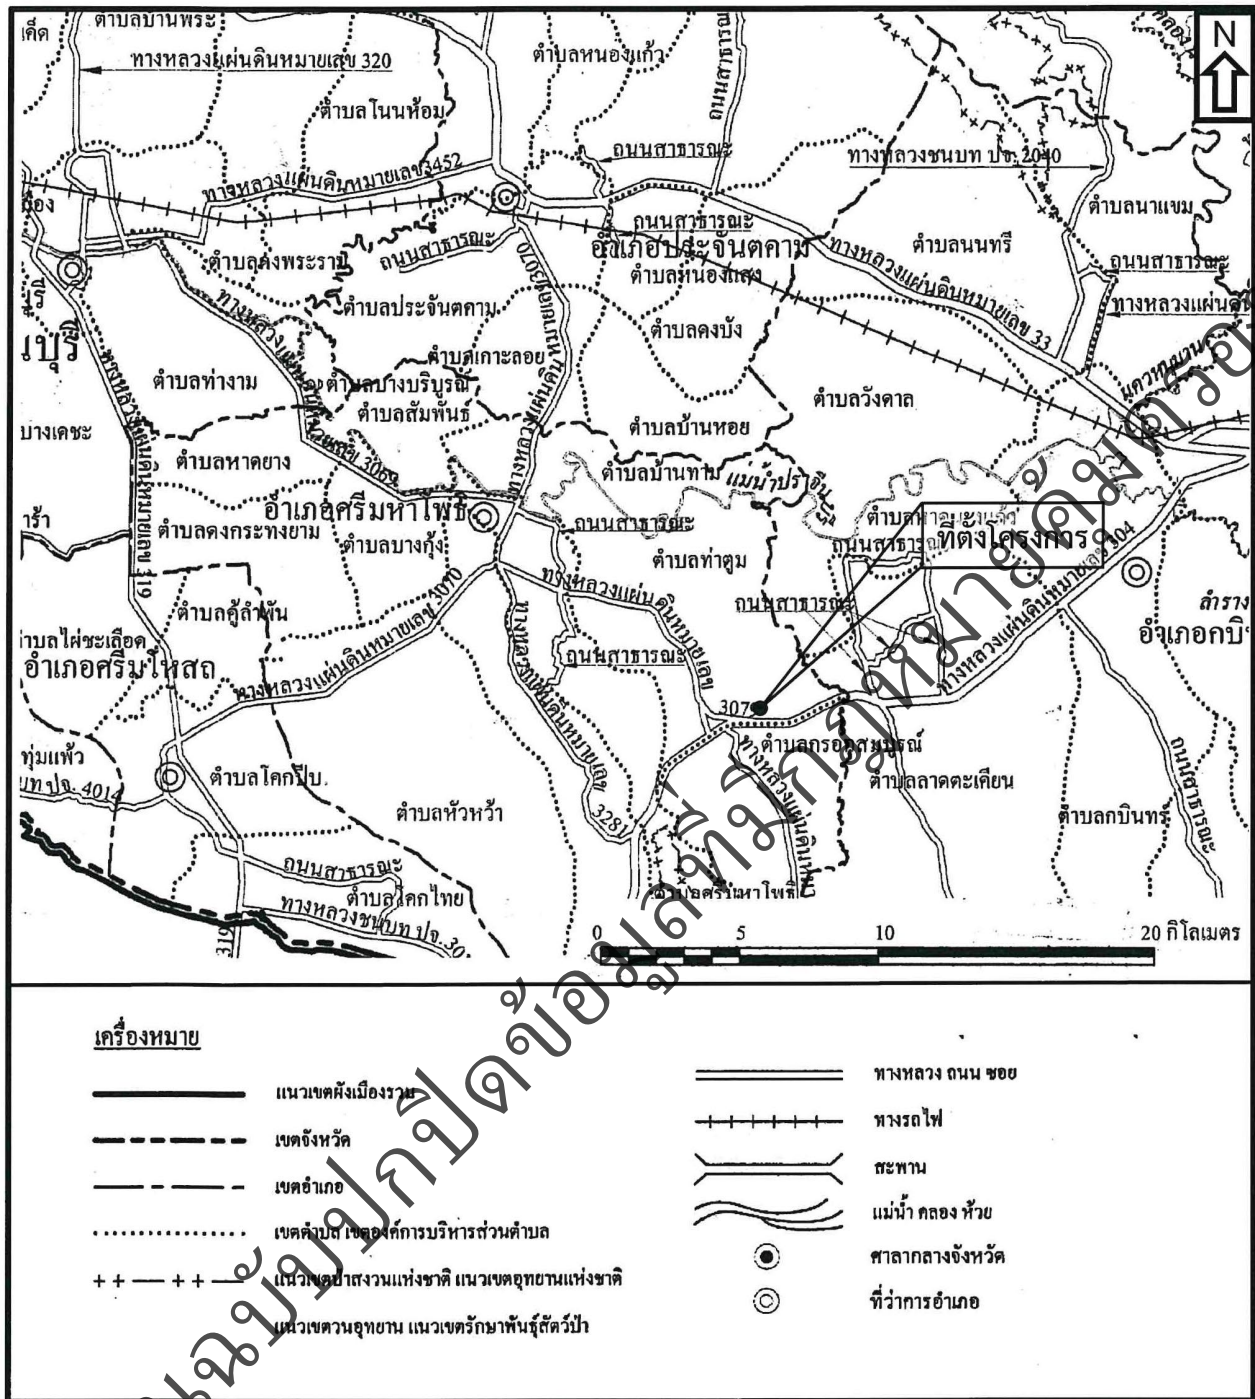 ตำบลบ้านพระ
N
ทางหลวงแผ่นดินหมายเลข 320
ตำบลหนองแก้ว
ถนนสาธารณะ
ตำบลโนนห้อม
ถนนสาธารณะ
ทางหลวงชนบท ปจ. 2040
ทางหลวงแผ่นดินหมายเลข3452
ตำบลนาแขม
ถนนสาธารณะ
ถนนสาธารณะ
อำเภอประจันตคาม
ตำบลนนทรี
ตำบลดงพระราม
ถนนสาธารณะ
ตำบลหนองแสง
ทางหลวงแผ่นดินหมายเลข 33
ตำบลประจันตคาม
ตำบลดงบัง
ตำบลเกาะลอย
ตำบลท่างาม
ตำบลบางบริบูรณ์
ตำบลสัมพันธ์
ตำบลวังดาล
ตำบลบ้านหอย
ตำบลหาดยาง
ตำบลบ้านทาม
แม่น้ำปราจีนบุรี
อำเภอศรีมหาโพธิ
ตำบลดงกระทงยาม
ตำบลบางกุ้ง
ถนนสาธารณะ
ตำบลท่าตูม
ที่ตั้งโครงการ
ทางหลวงแผ่นดินหมายเลข 319
ทางหลวงแผ่นดินหมายเลข 304
ตำบลคู้ลำพัน
ทางหลวงแผ่นดินหมายเลข 3070
ทางหลวงแผ่นดินหมายเลข
ถนนสาธารณะ
ถนนสาธารณะ
อำเภอศรีมโหสถ
ตำบลกรอกสมบูรณ์
ทางหลวงแผ่นดินหมายเลข
3281
ตำบลโคกปีบ
ตำบลลาดตะเคียน
ถนนสาธารณะ
ตำบลหัวหว้า
ตำบลกบินทร์
ถนนสาธารณะ
ตำบลโคกไทย
ตำบลศรีมหาโพธิ
319
0 5 10 20 กิโลเมตร
เครื่องหมาย
แนวเขตผังเมืองรวม
เขตจังหวัด
เขตอำเภอ
เขตตำบล เขตองค์การบริหารส่วนตำบล
แนวเขตป่าสงวนแห่งชาติ แนวเขตอุทยานแห่งชาติ
แนวเขตวนอุทยาน แนวเขตรักษาพันธุ์สัตว์ป่า
ทางหลวง ถนน ซอย
ทางรถไฟ
สะพาน
แม่น้ำ คลอง ห้วย
ศาลากลางจังหวัด
ที่ว่าการอำเภอ